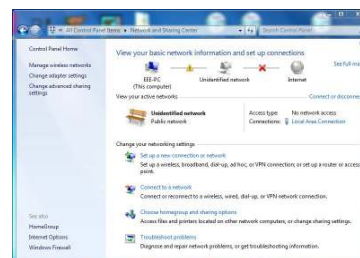 All Control Panel Items ▸ Network and Sharing Center
Search Control Panel
Control Panel Home
Manage wireless networks
Change adapter settings
Change advanced sharing
settings
View your basic network information and set up connections
EEE-PC
(This computer)
Unidentified network
Internet
See full ma
View your active networks
Connect or disconnec
Unidentified network
Public network
Access type: No network access
Connections: Local Area Connection
Change your networking settings
Set up a new connection or network
Set up a wireless, broadband, dial-up, ad hoc, or VPN connection; or set up a router or access
point.
Connect to a network
Connect or reconnect to a wireless, wired, dial-up, or VPN network connection.
Choose homegroup and sharing options
Access files and printers located on other network computers, or change sharing settings.
Troubleshoot problems
Diagnose and repair network problems, or get troubleshooting information.
See also
HomeGroup
Internet Options
Windows Firewall